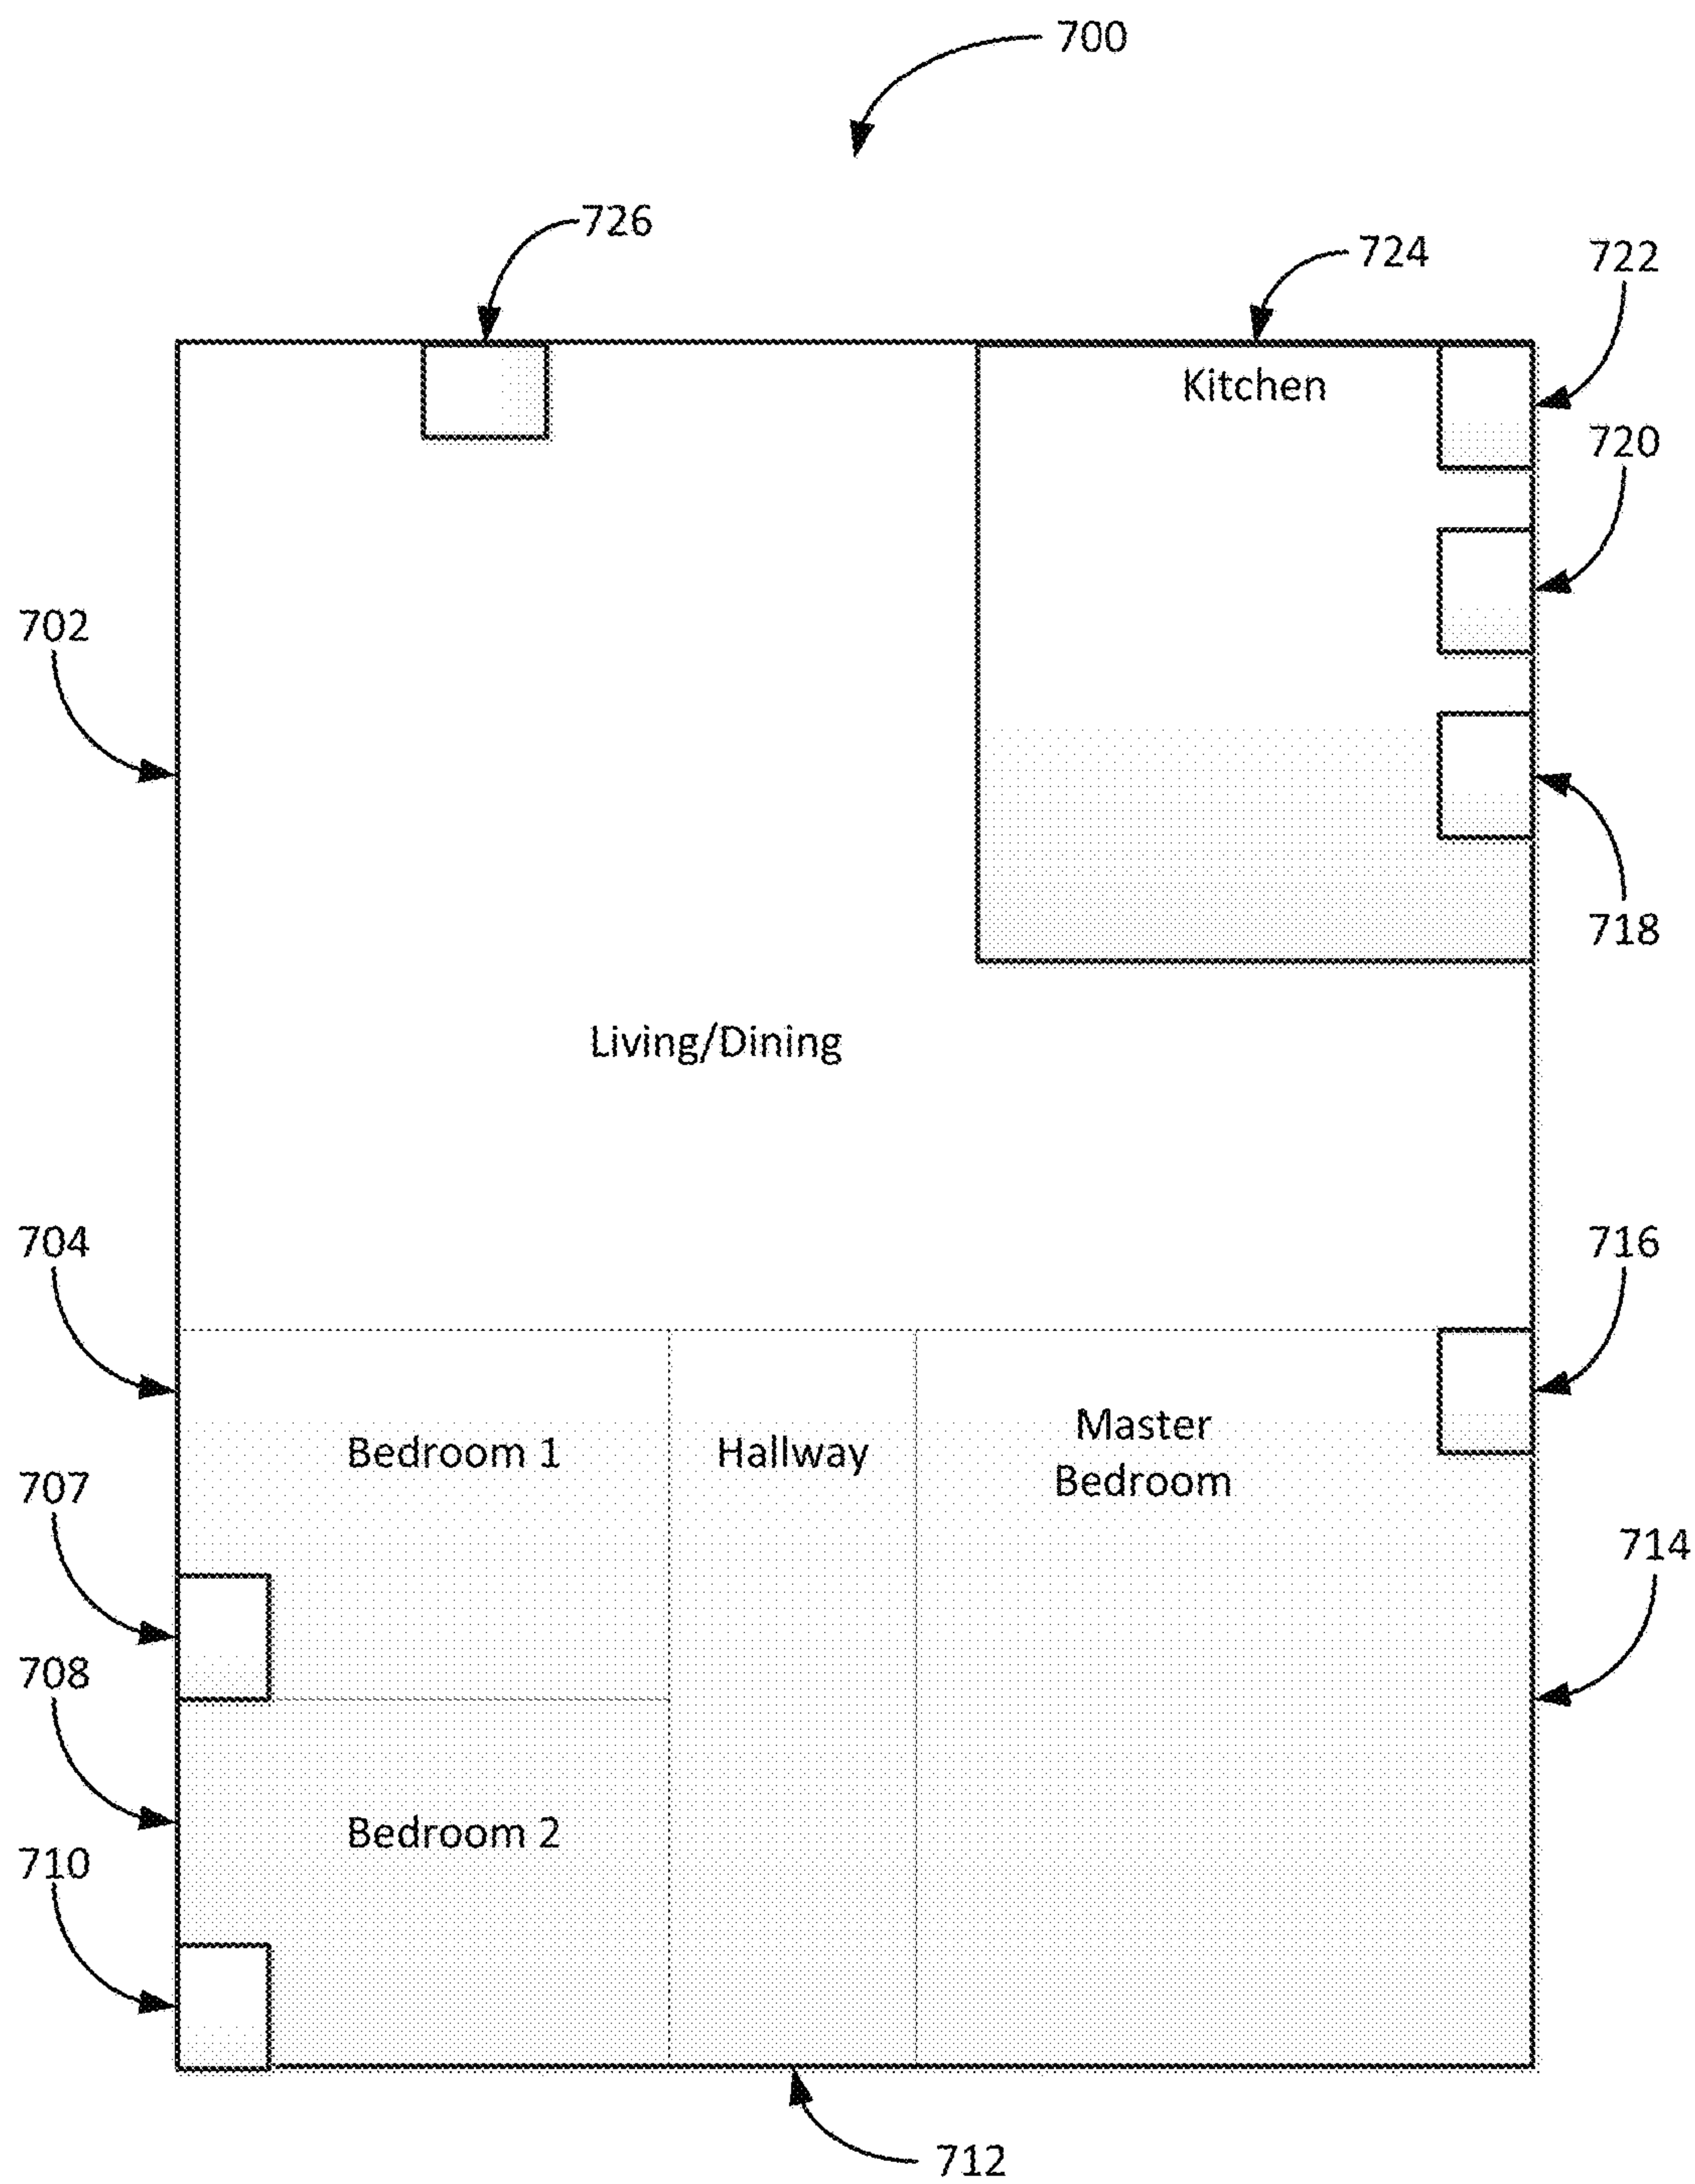 700
726
724
722
Kitchen
720
702
718
Living/Dining
704
716
Master
Bedroom
Bedroom 1
Hallway
707
714
708
Bedroom 2
710
712